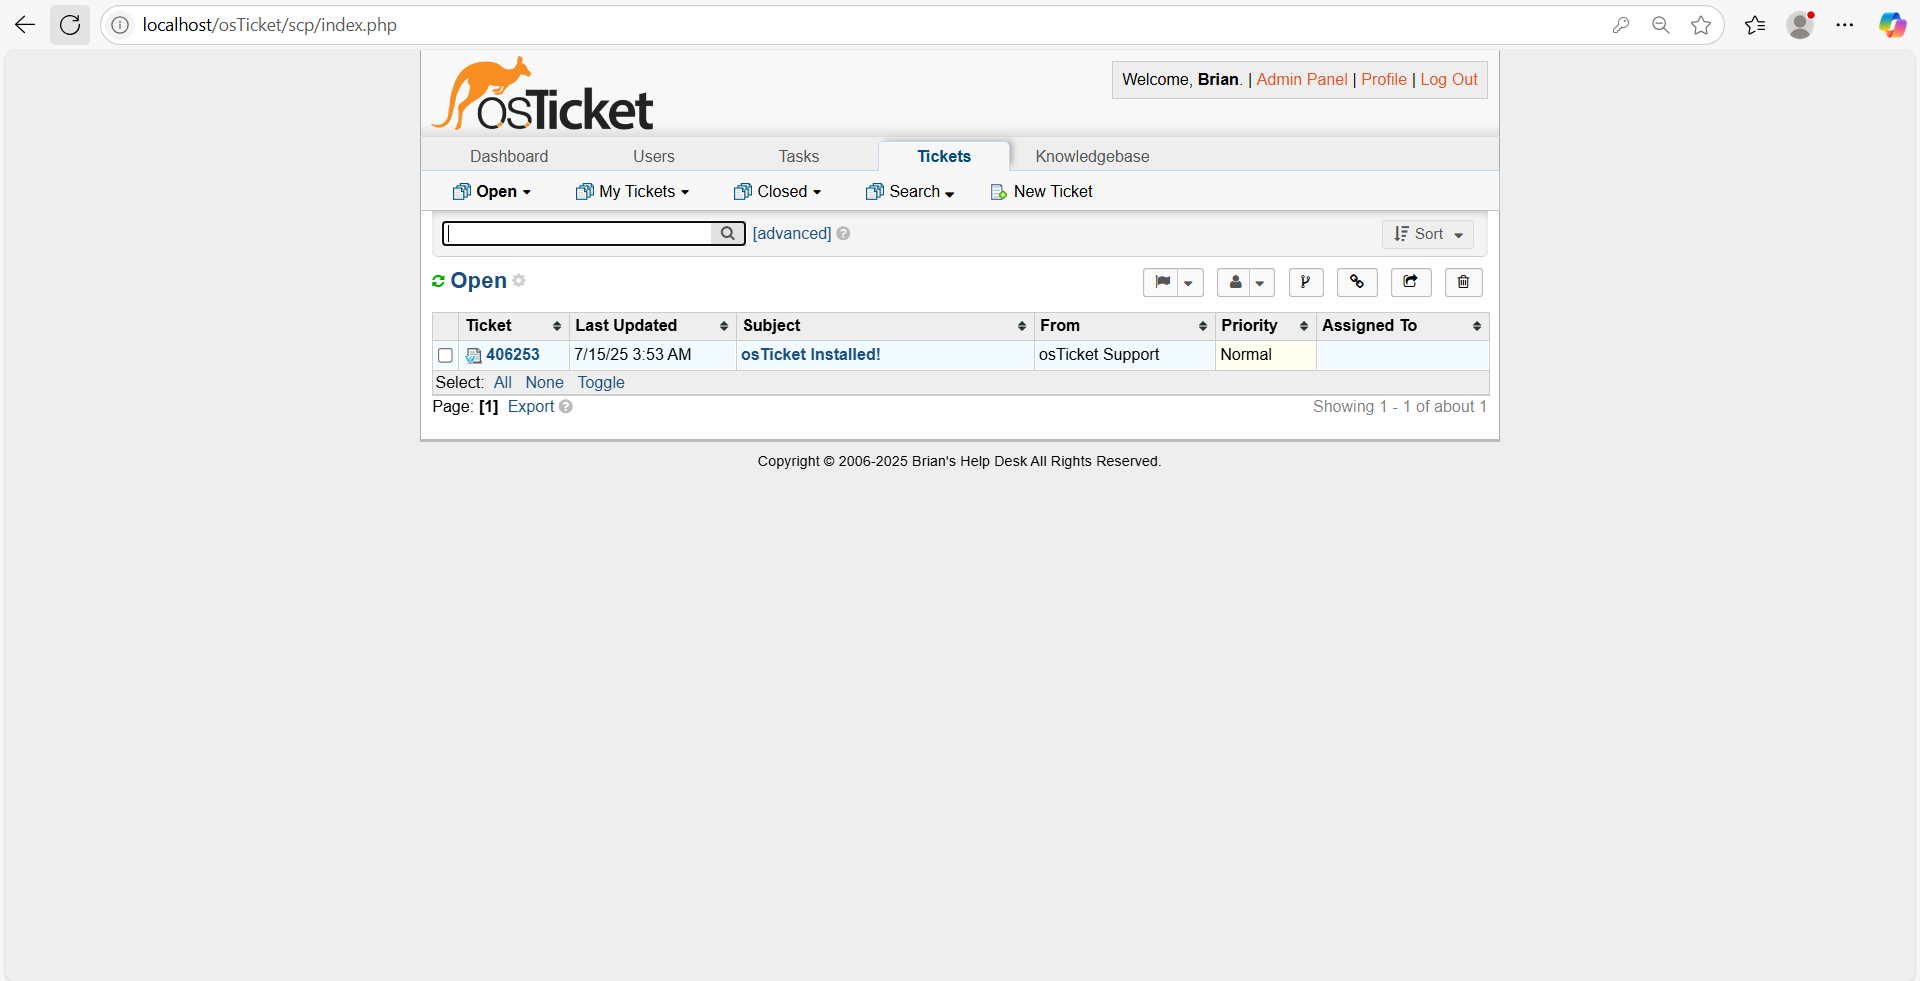 localhost/osTicket/scp/index.php
osTicket
Welcome, Brian. | Admin Panel | Profile | Log Out
Dashboard Users Tasks Tickets Knowledgebase
Open My Tickets Closed Search New Ticket
[advanced] Sort
Open
Ticket Last Updated Subject From Priority Assigned To
406253 7/15/25 3:53 AM osTicket Installed! osTicket Support Normal
Select: All None Toggle
Page: [1] Export Showing 1 - 1 of about 1
Copyright © 2006-2025 Brian's Help Desk All Rights Reserved.